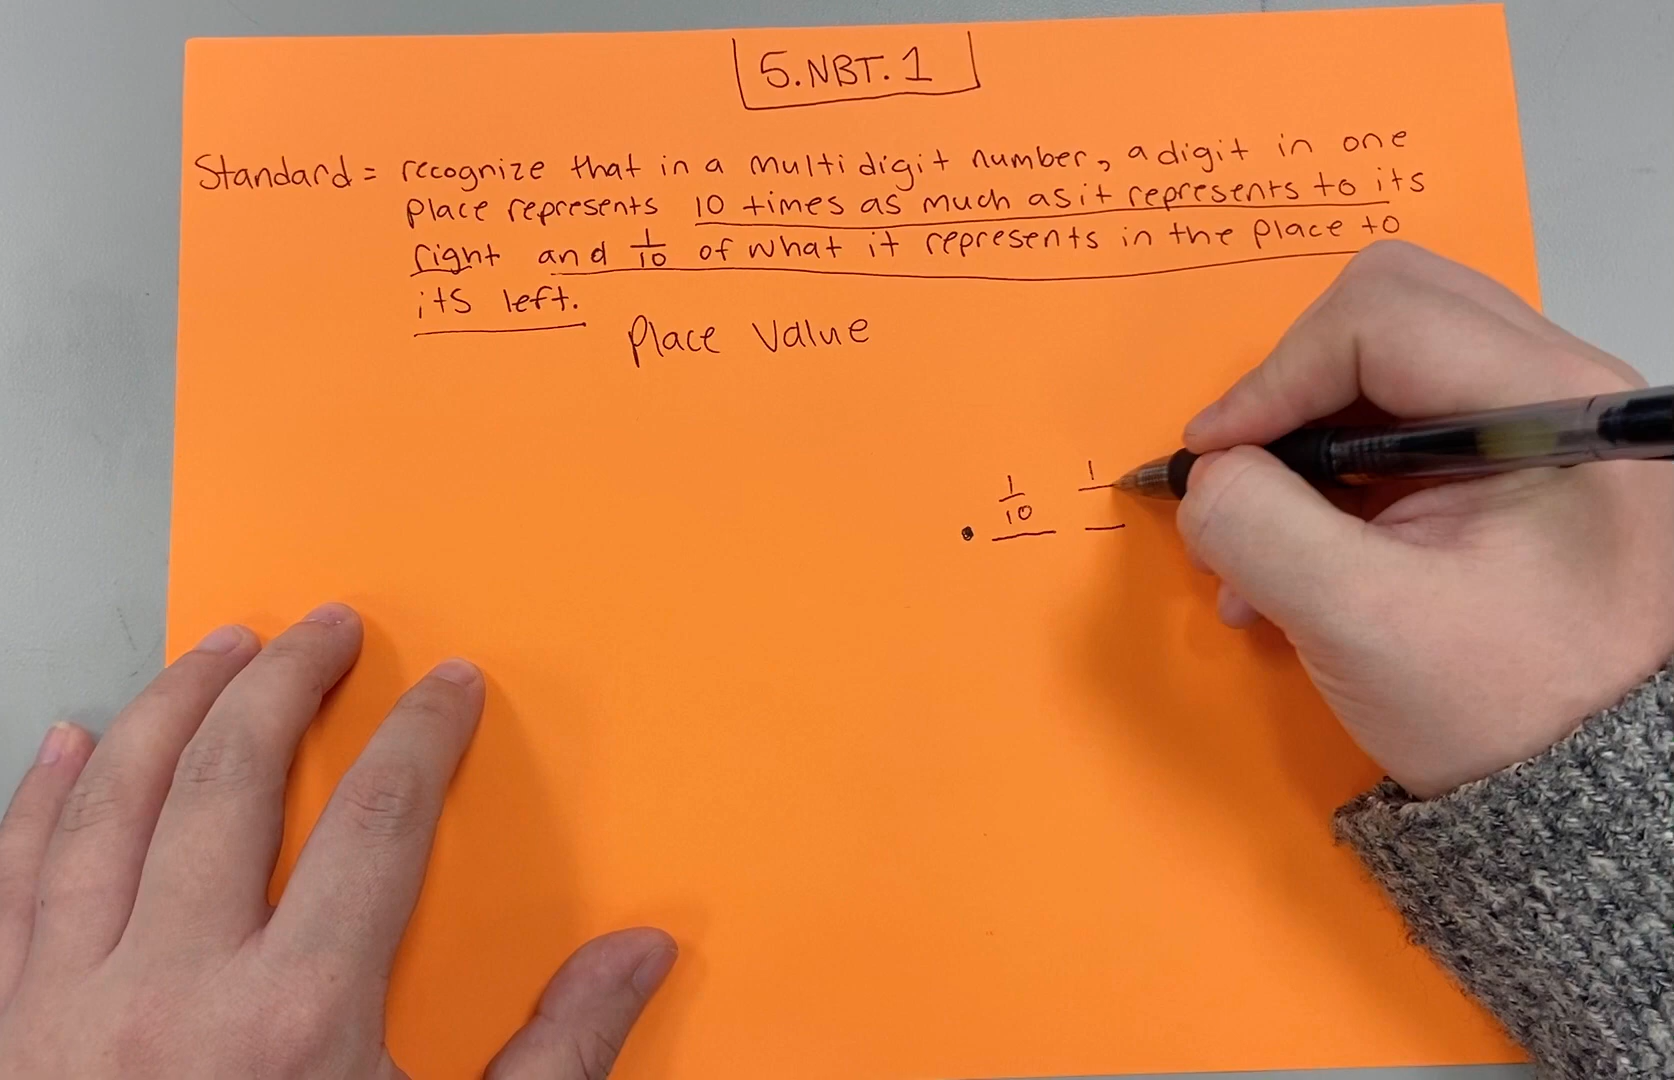 5.NBT.1
Standard = recognize that in a multi digit number, a digit in one
place represents 10 times as much as it represents to its
right and 1/10 of what it represents in the place to
its left.
Place Value
. 1/10 1